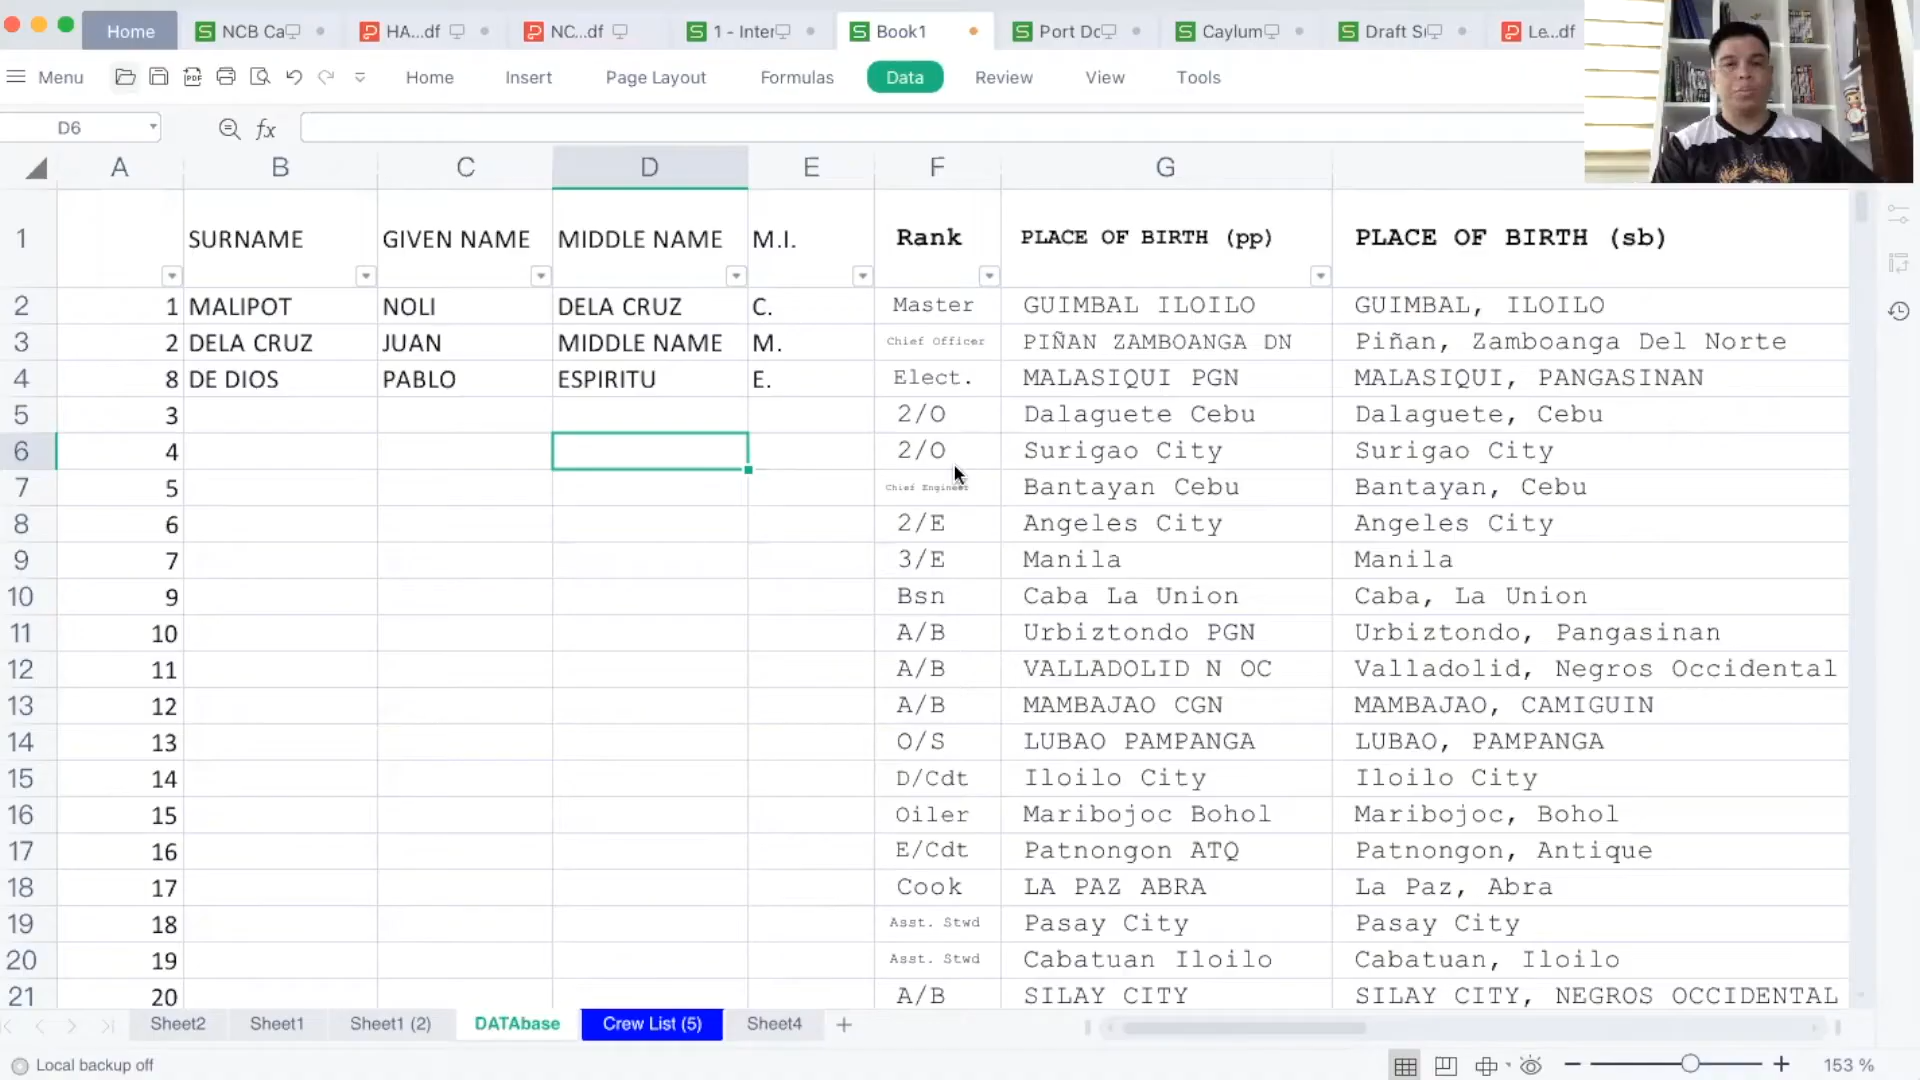 Home NCB Ca HA...df NC...df 1 - Inter Book1 Port Dc Caylum Draft Si Le...df
Menu Home Insert Page Layout Formulas Data Review View Tools
D6 fx
A B C D E F G
1 SURNAME GIVEN NAME MIDDLE NAME M.I. Rank PLACE OF BIRTH (pp) PLACE OF BIRTH (sb)
2 1 MALIPOT NOLI DELA CRUZ C. Master GUIMBAL ILOILO GUIMBAL, ILOILO
3 2 DELA CRUZ JUAN MIDDLE NAME M. Chief Officer PIÑAN ZAMBOANGA DN Piñan, Zamboanga Del Norte
4 8 DE DIOS PABLO ESPIRITU E. Elect. MALASIQUI PGN MALASIQUI, PANGASINAN
5 3 2/O Dalaguete Cebu Dalaguete, Cebu
6 4 2/O Surigao City Surigao City
7 5 Chief Engineer Bantayan Cebu Bantayan, Cebu
8 6 2/E Angeles City Angeles City
9 7 3/E Manila Manila
10 9 Bsn Caba La Union Caba, La Union
11 10 A/B Urbiztondo PGN Urbiztondo, Pangasinan
12 11 A/B VALLADOLID N OC Valladolid, Negros Occidental
13 12 A/B MAMBAJAO CGN MAMBAJAO, CAMIGUIN
14 13 O/S LUBAO PAMPANGA LUBAO, PAMPANGA
15 14 D/Cdt Iloilo City Iloilo City
16 15 Oiler Maribojoc Bohol Maribojoc, Bohol
17 16 E/Cdt Patnongon ATQ Patnongon, Antique
18 17 Cook LA PAZ ABRA La Paz, Abra
19 18 Asst. Stwd Pasay City Pasay City
20 19 Asst. Stwd Cabatuan Iloilo Cabatuan, Iloilo
21 20 A/B SILAY CITY SILAY CITY, NEGROS OCCIDENTAL
Sheet2 Sheet1 Sheet1 (2) DATAbase Crew List (5) Sheet4 +
Local backup off 153 %